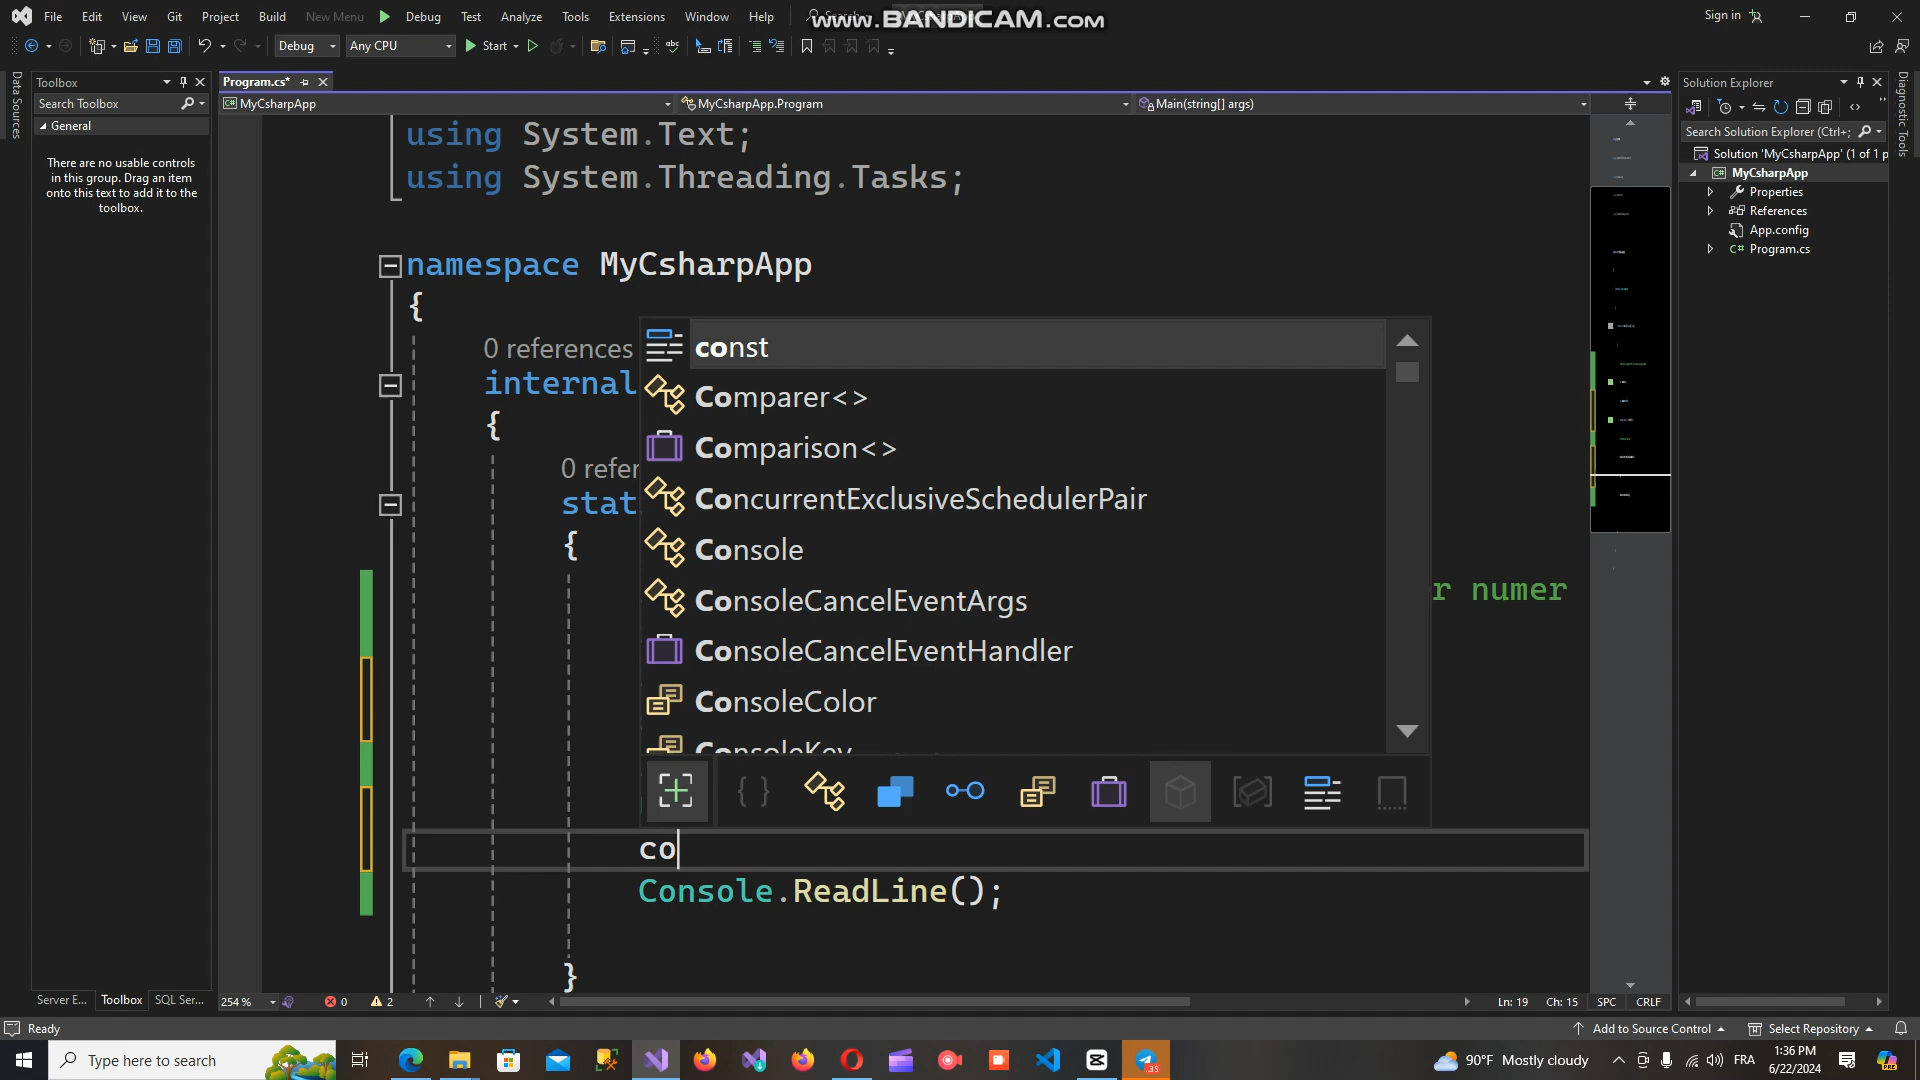 File Edit View Git Project Build New Menu Debug Test Analyze Tools Extensions Window Help
www.BANDICAM.com
Sign in
Debug Any CPU Start
Data Sources
Toolbox
Search Toolbox
General
There are no usable controls
in this group. Drag an item
onto this text to add it to the
toolbox.
Server E... Toolbox SQL Ser...
Program.cs*
MyCsharpApp MyCsharpApp.Program Main(string[] args)
using System.Text;
using System.Threading.Tasks;
namespace MyCsharpApp
{
0 references
internal
{
0 refer
stat
{
r numer
const
Comparer<>
Comparison<>
ConcurrentExclusiveSchedulerPair
Console
ConsoleCancelEventArgs
ConsoleCancelEventHandler
ConsoleColor
ConsoleKey
co
Console.ReadLine();
}
254 % 0 2 Ln: 19 Ch: 15 SPC CRLF
Solution Explorer
Search Solution Explorer (Ctrl+;
Solution 'MyCsharpApp' (1 of 1 p
MyCsharpApp
Properties
References
App.config
C# Program.cs
Diagnostic Tools
Ready Add to Source Control Select Repository
Type here to search
35
90°F Mostly cloudy FRA
1:36 PM
6/22/2024